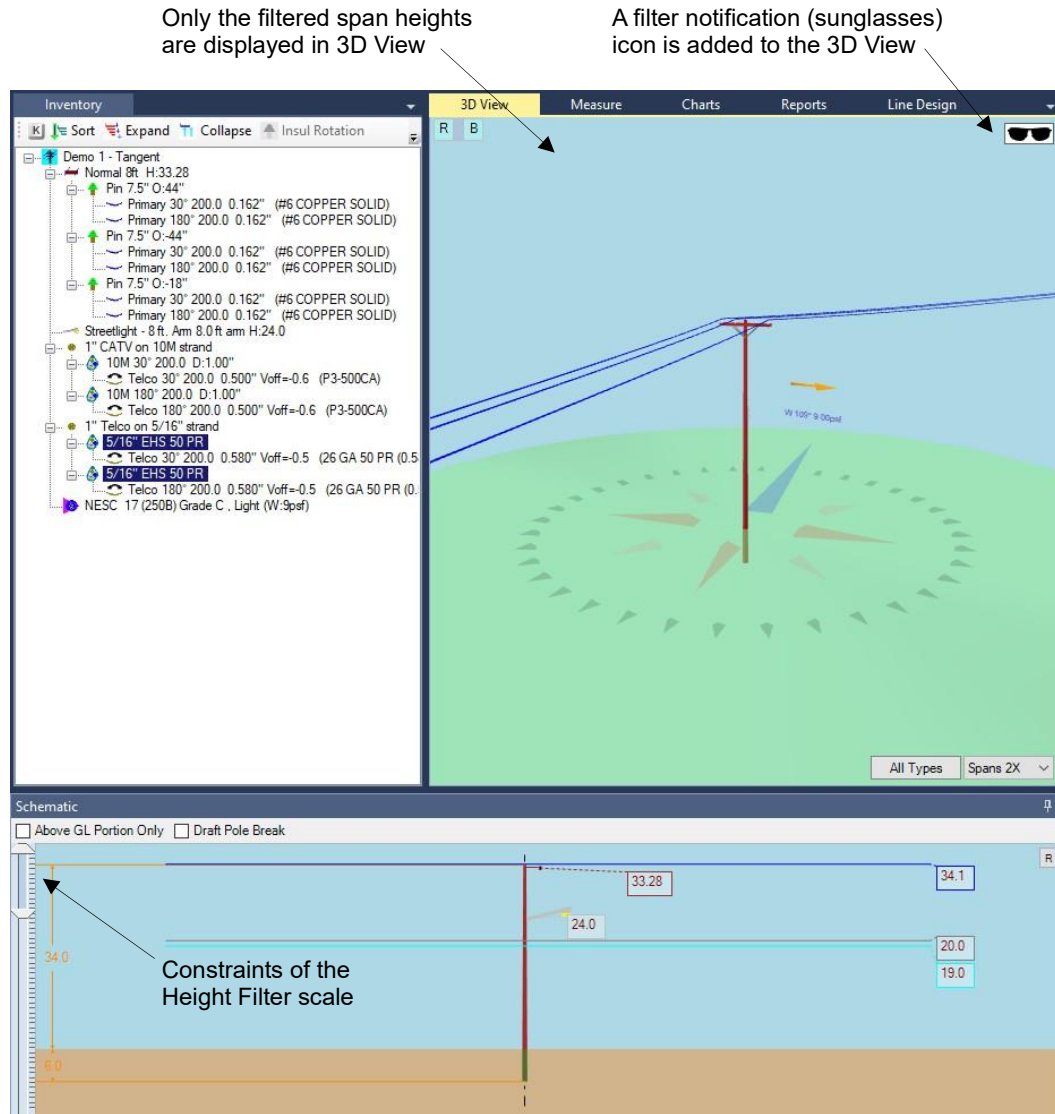 Only the filtered span heights
are displayed in 3D View
A filter notification (sunglasses)
icon is added to the 3D View
Inventory
K Sort Expand Collapse Insul Rotation
Demo 1 - Tangent
Normal 8ft H:33.28
Pin 7.5" O:44"
Primary 30° 200.0 0.162" (#6 COPPER SOLID)
Primary 180° 200.0 0.162" (#6 COPPER SOLID)
Pin 7.5" O:-44"
Primary 30° 200.0 0.162" (#6 COPPER SOLID)
Primary 180° 200.0 0.162" (#6 COPPER SOLID)
Pin 7.5" O:-18"
Primary 30° 200.0 0.162" (#6 COPPER SOLID)
Primary 180° 200.0 0.162" (#6 COPPER SOLID)
Streetlight - 8 ft. Arm 8.0 ft arm H:24.0
1" CATV on 10M strand
10M 30° 200.0 D:1.00"
Telco 30° 200.0 0.500" Voff=-0.6 (P3-500CA)
10M 180° 200.0 D:1.00"
Telco 180° 200.0 0.500" Voff=-0.6 (P3-500CA)
1" Telco on 5/16" strand
5/16" EHS 50 PR
Telco 30° 200.0 0.580" Voff=-0.5 (26 GA 50 PR (0.5
5/16" EHS 50 PR
Telco 180° 200.0 0.580" Voff=-0.5 (26 GA 50 PR (0.
NESC 17 (250B) Grade C , Light (W:9psf)
3D View Measure Charts Reports Line Design
R B
9.00psf
All Types Spans 2X
Schematic
Above GL Portion Only Draft Pole Break
R
33.28
34.1
24.0
34.0
20.0
19.0
Constraints of the
Height Filter scale
6.0